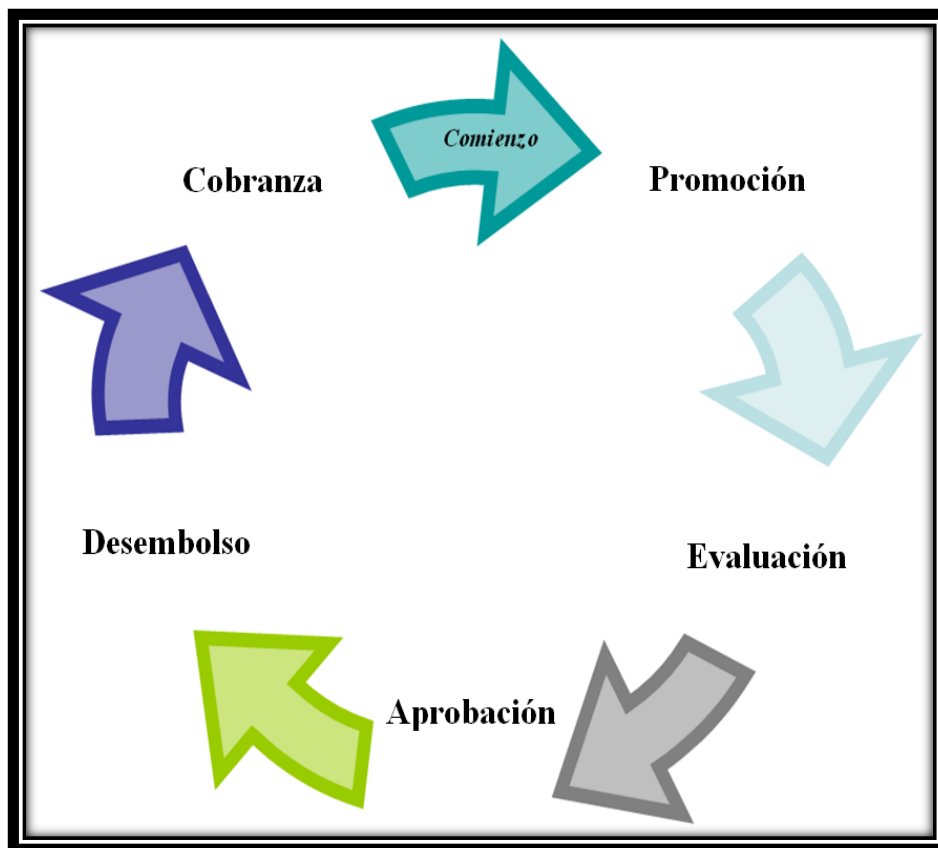 Comienzo
Promoción
Evaluación
Aprobación
Desembolso
Cobranza